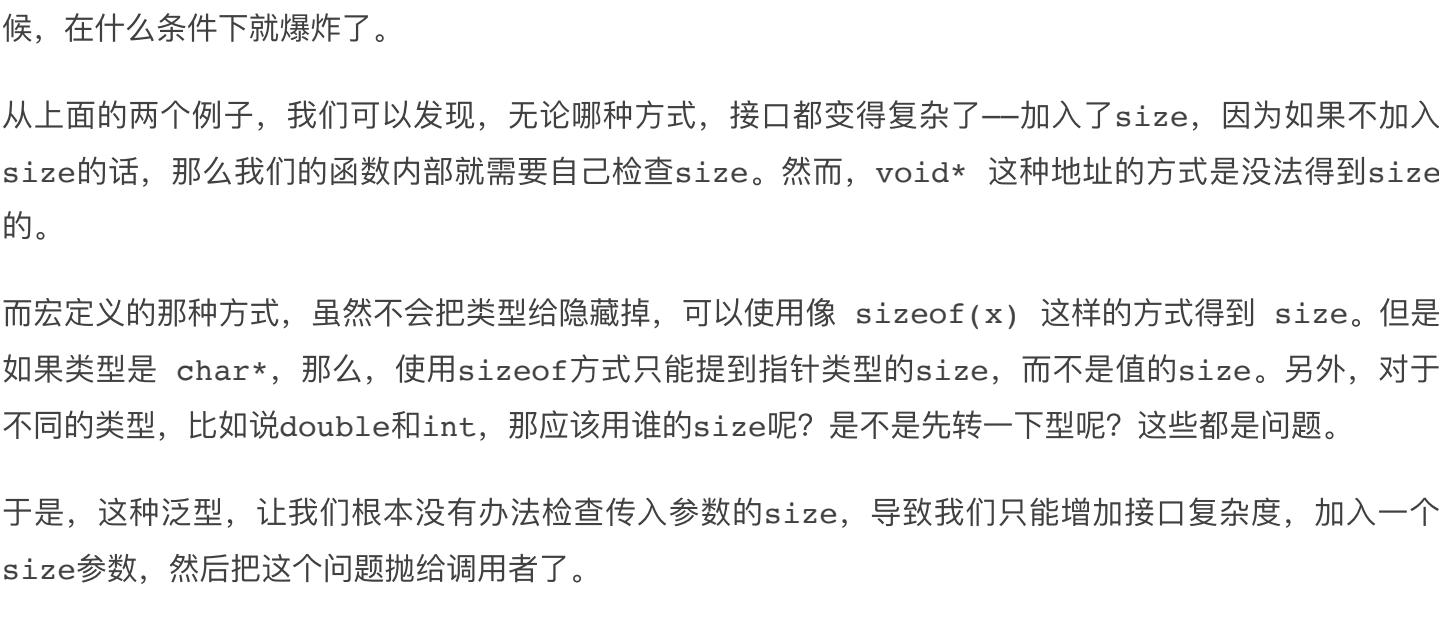 候，在什么条件下就爆炸了。
从上面的两个例子，我们可以发现，无论哪种方式，接口都变得复杂了——加入了size，因为如果不加入
size的话，那么我们的函数内部就需要自己检查size。然而，void* 这种地址的方式是没法得到size
的。
而宏定义的那种方式，虽然不会把类型给隐藏掉，可以使用像 sizeof(x) 这样的方式得到 size。但是
如果类型是 char*，那么，使用sizeof方式只能提到指针类型的size，而不是值的size。另外，对于
不同的类型，比如说double和int，那应该用谁的size呢？是不是先转一下型呢？这些都是问题。
于是，这种泛型，让我们根本没有办法检查传入参数的size，导致我们只能增加接口复杂度，加入一个
size参数，然后把这个问题抛给调用者了。